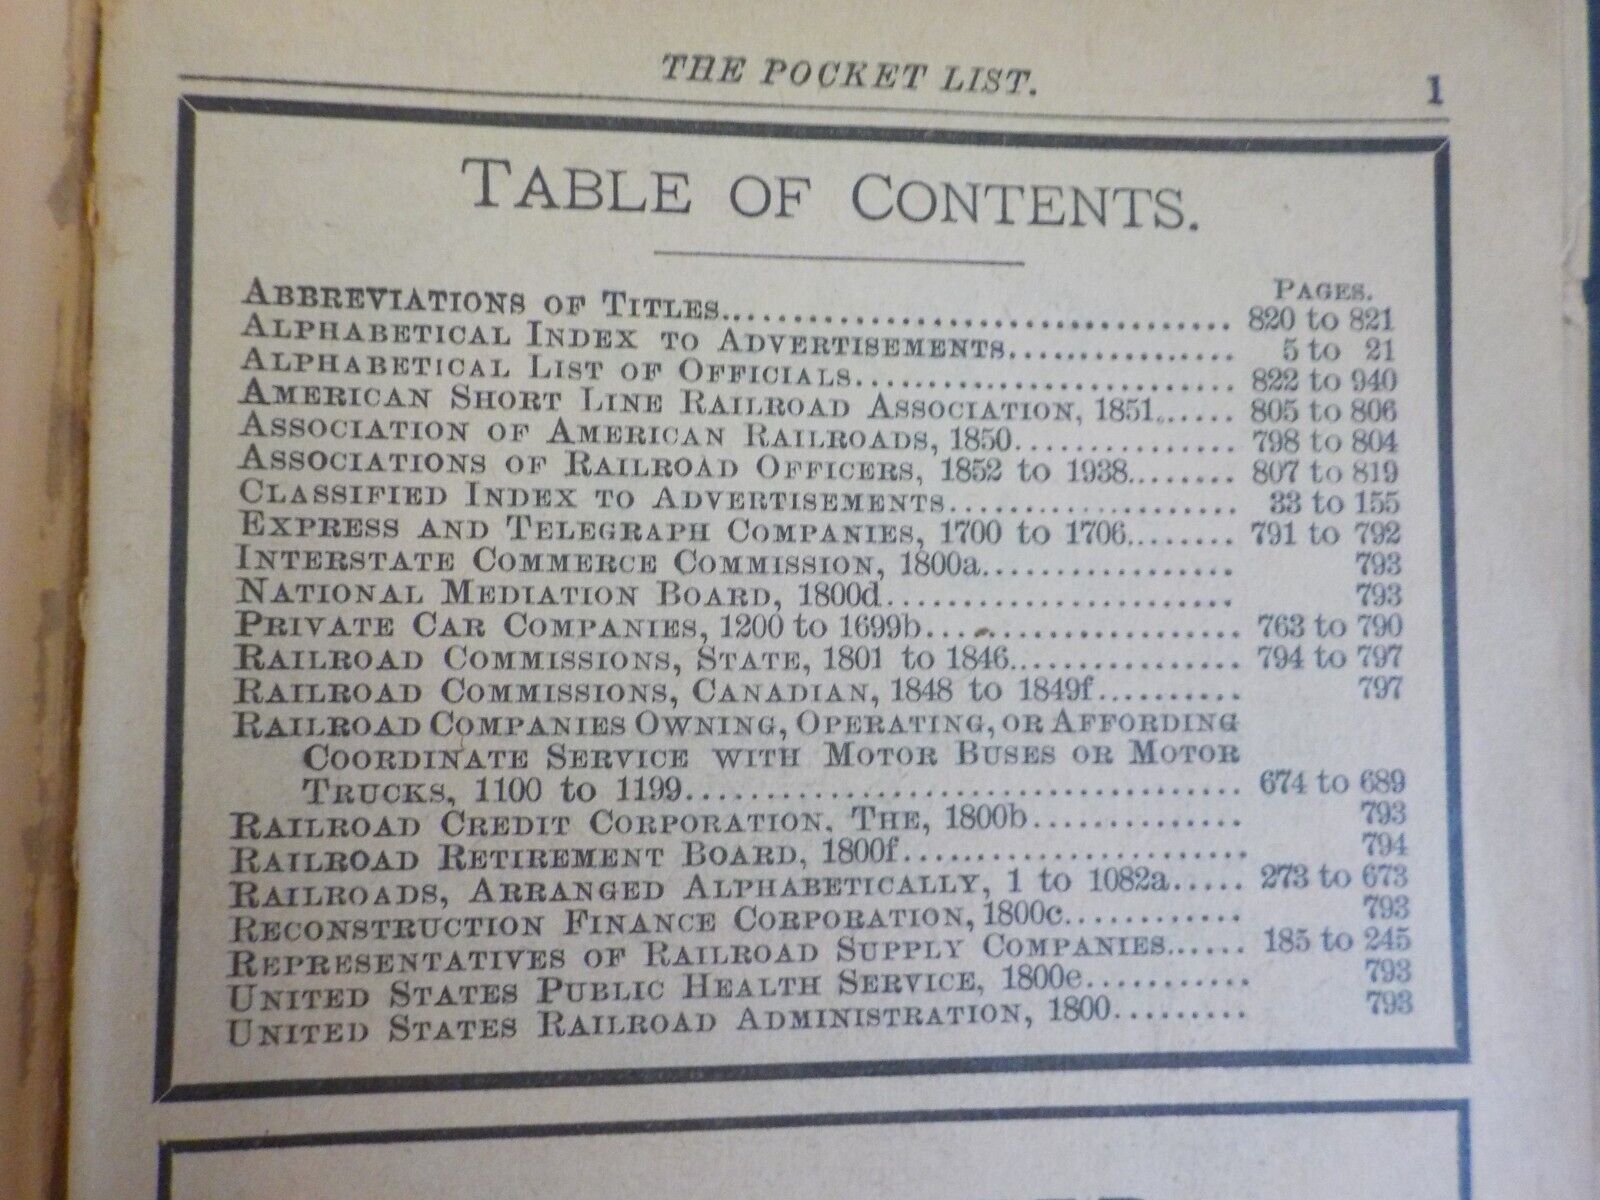 THE POCKET LIST. 1
TABLE OF CONTENTS.
PAGES.
ABBREVIATIONS OF TITLES.................................... 820 to 821
ALPHABETICAL INDEX TO ADVERTISEMENTS................ 5 to 21
ALPHABETICAL LIST OF OFFICIALS........................... 822 to 940
AMERICAN SHORT LINE RAILROAD ASSOCIATION, 1851...... 805 to 806
ASSOCIATION OF AMERICAN RAILROADS, 1850................ 798 to 804
ASSOCIATIONS OF RAILROAD OFFICERS, 1852 to 1938........ 807 to 819
CLASSIFIED INDEX TO ADVERTISEMENTS..................... 33 to 155
EXPRESS AND TELEGRAPH COMPANIES, 1700 to 1706........ 791 to 792
INTERSTATE COMMERCE COMMISSION, 1800a.................. 793
NATIONAL MEDIATION BOARD, 1800d......................... 793
PRIVATE CAR COMPANIES, 1200 to 1699b...................... 763 to 790
RAILROAD COMMISSIONS, STATE, 1801 to 1846................ 794 to 797
RAILROAD COMMISSIONS, CANADIAN, 1848 to 1849f.......... 797
RAILROAD COMPANIES OWNING, OPERATING, OR AFFORDING
COORDINATE SERVICE WITH MOTOR BUSES OR MOTOR
TRUCKS, 1100 to 1199....................................... 674 to 689
RAILROAD CREDIT CORPORATION, THE, 1800b............... 793
RAILROAD RETIREMENT BOARD, 1800f........................ 794
RAILROADS, ARRANGED ALPHABETICALLY, 1 to 1082a..... 273 to 673
RECONSTRUCTION FINANCE CORPORATION, 1800c............ 793
REPRESENTATIVES OF RAILROAD SUPPLY COMPANIES...... 185 to 245
UNITED STATES PUBLIC HEALTH SERVICE, 1800e............ 793
UNITED STATES RAILROAD ADMINISTRATION, 1800......... 793